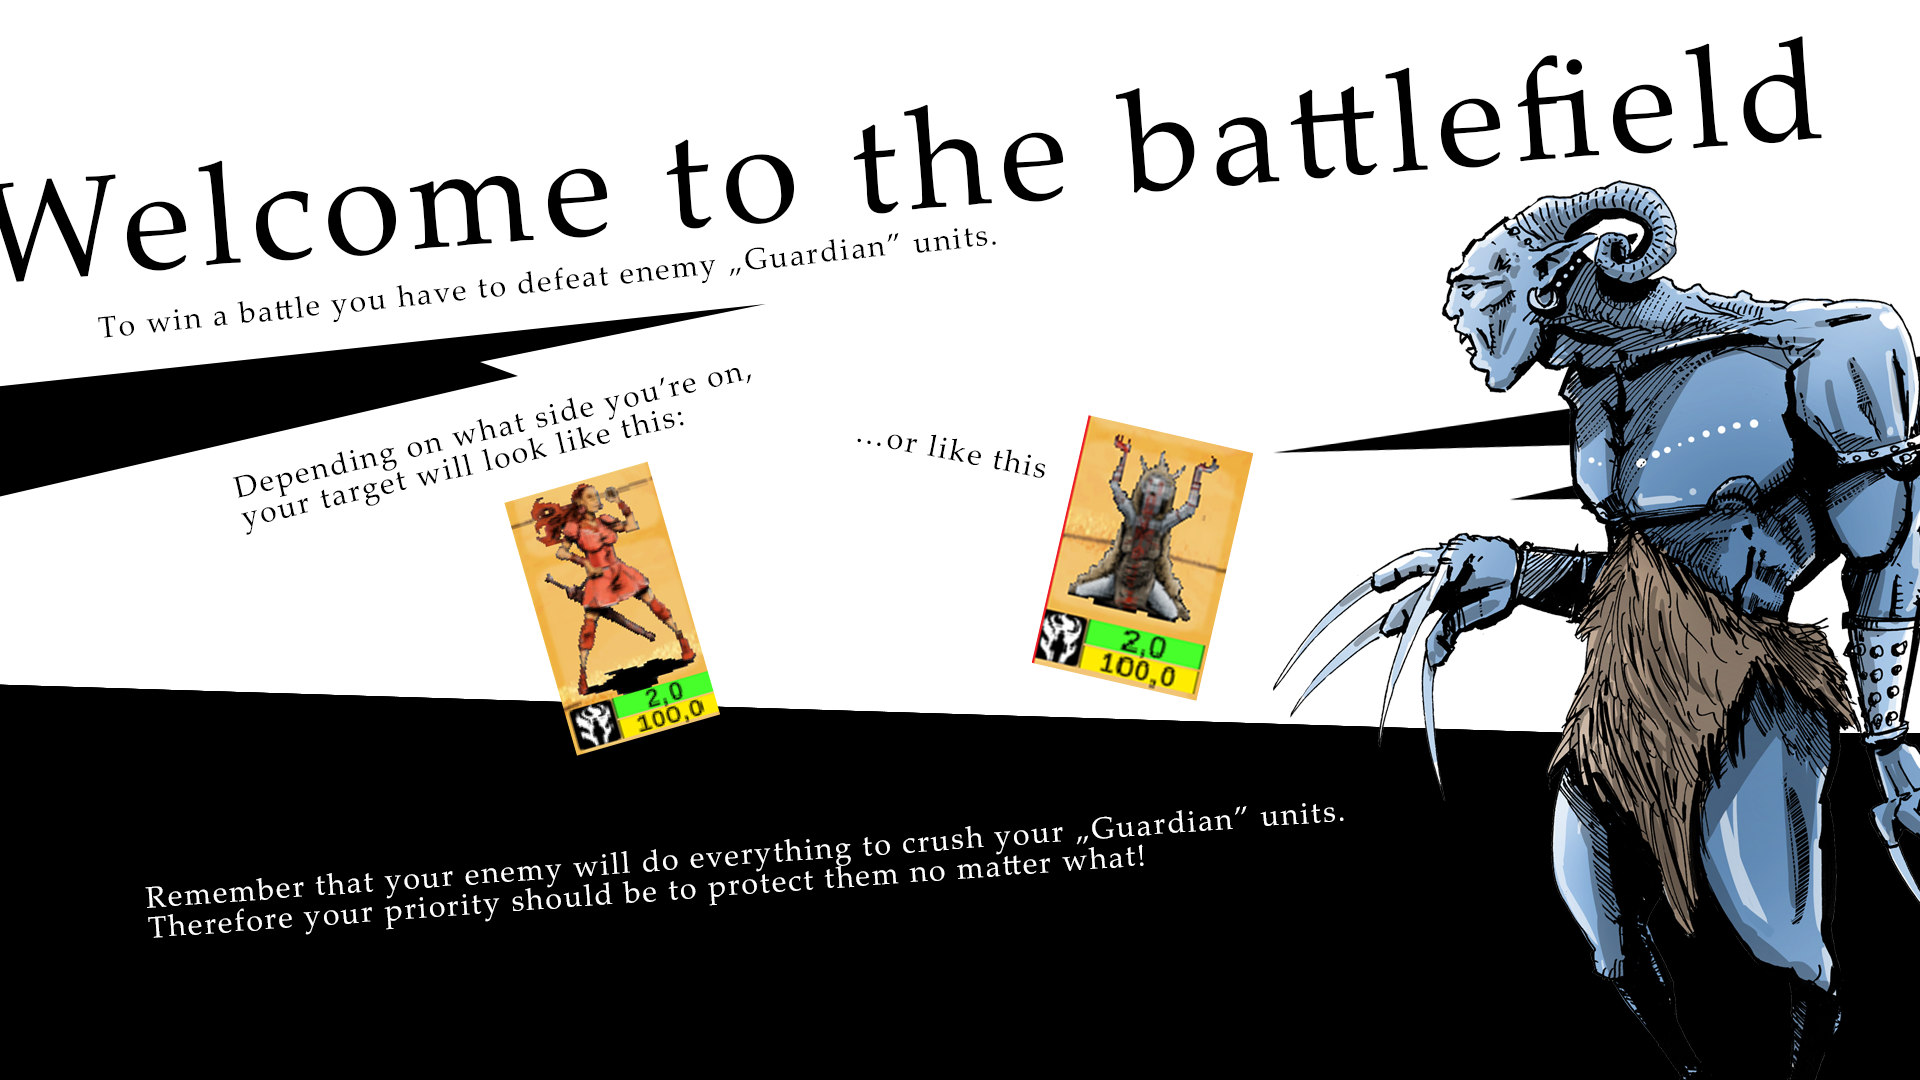 Welcome to the battlefield
To win a battle you have to defeat enemy „Guardian” units.
Depending on what side you’re on,
your target will look like this:
...or like this
2,0
100,0
2,0
100,0
Remember that your enemy will do everything to crush your „Guardian” units.
Therefore your priority should be to protect them no matter what!